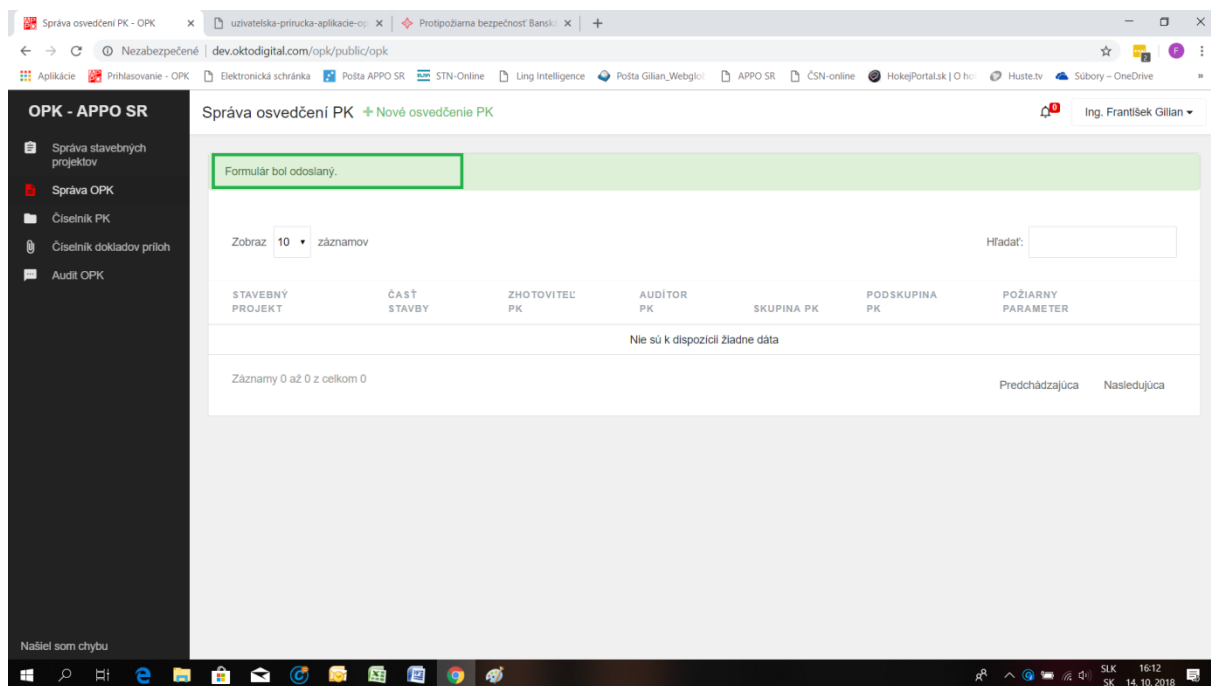 Správa osvedčení PK - OPK
uzivatelska-prirucka-aplikacie-op
Protipožiarna bezpečnosť Bansk
Nezabezpečené | dev.oktodigital.com/opk/public/opk
Aplikácie
Prihlasovanie - OPK
Elektronická schránka
Pošta APPO SR
STN-Online
Ling Intelligence
Pošta Gilian_Webglo
APPO SR
ČSN-online
HokejPortal.sk | O ho
Huste.tv
Súbory – OneDrive
OPK - APPO SR
Správa osvedčení PK + Nové osvedčenie PK
0
Ing. František Gilian
Správa stavebných
projektov
Správa OPK
Číselník PK
Číselník dokladov príloh
Audit OPK
Formulár bol odoslaný.
Zobraz 10 záznamov
Hľadať:
STAVEBNÝ PROJEKT
ČASŤ STAVBY
ZHOTOVITEĽ PK
AUDÍTOR PK
SKUPINA PK
PODSKUPINA PK
POŽIARNY PARAMETER
Nie sú k dispozícii žiadne dáta
Záznamy 0 až 0 z celkom 0
Predchádzajúca Nasledujúca
Našiel som chybu
SLK 16:12
SK 14. 10. 2018